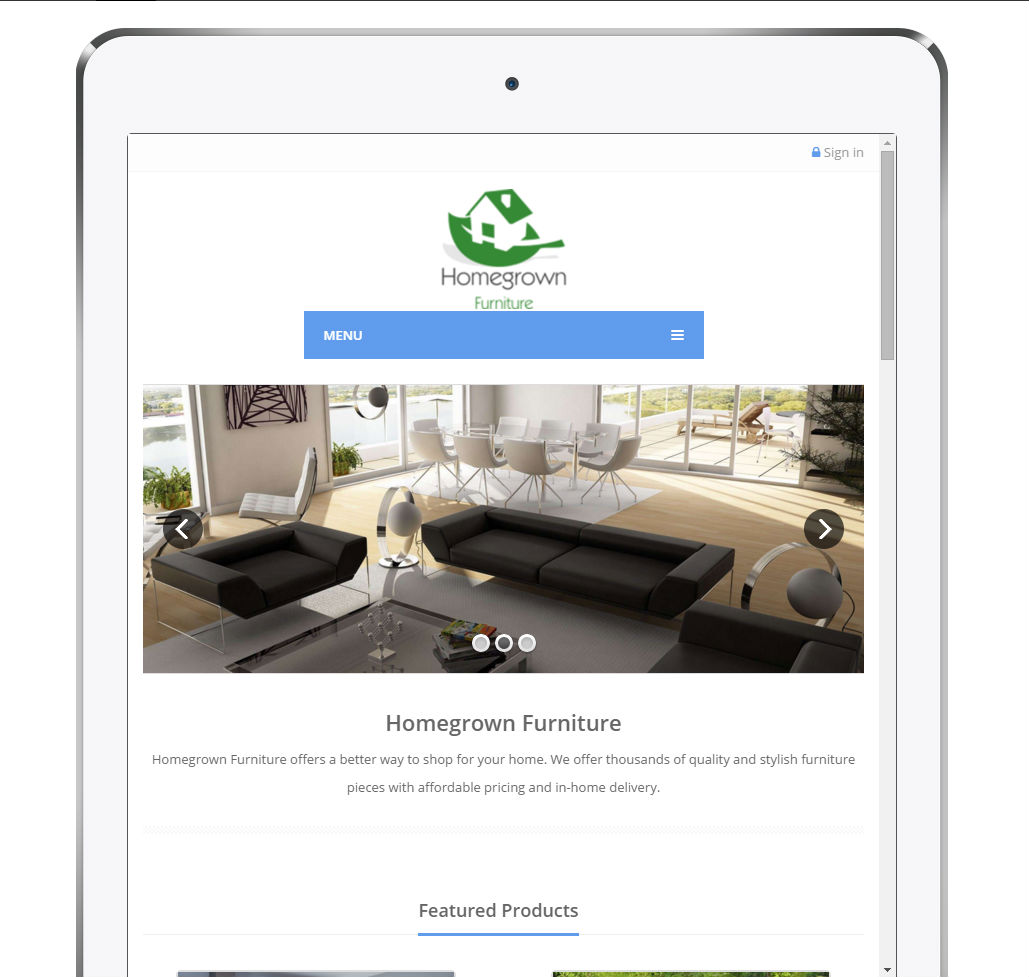 Sign in
Homegrown
Furniture
MENU
Homegrown Furniture
Homegrown Furniture offers a better way to shop for your home. We offer thousands of quality and stylish furniture
pieces with affordable pricing and in-home delivery.
Featured Products